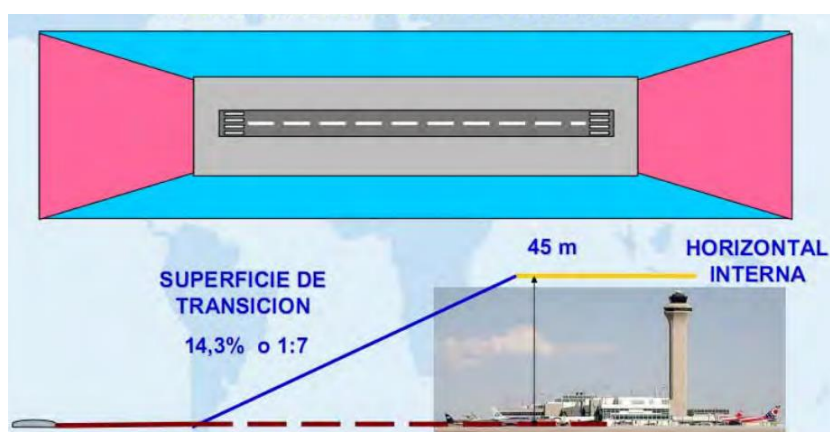 45 m
HORIZONTAL
INTERNA
SUPERFICIE DE
TRANSICION
14,3% o 1:7